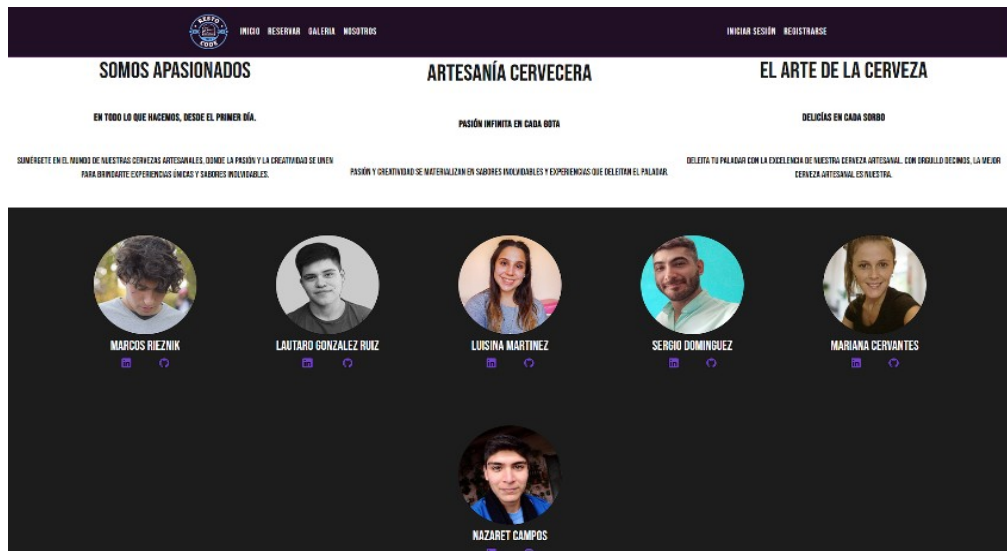 RESTO
CODE
INICIO RESERVAR GALERIA NOSOTROS
INICIAR SESIÓN REGISTRARSE
SOMOS APASIONADOS
EN TODO LO QUE HACEMOS, DESDE EL PRIMER DÍA.
SUMÉRGETE EN EL MUNDO DE NUESTRAS CERVEZAS ARTESANALES, DONDE LA PASIÓN Y LA CREATIVIDAD SE UNEN
PARA BRINDARTE EXPERIENCIAS ÚNICAS Y SABORES INOLVIDABLES.
ARTESANÍA CERVECERA
PASIÓN INFINITA EN CADA GOTA
PASIÓN Y CREATIVIDAD SE MATERIALIZAN EN SABORES INOLVIDABLES Y EXPERIENCIAS QUE DELEITAN EL PALADAR.
EL ARTE DE LA CERVEZA
DELICÍAS EN CADA SORBO
DELEITA TU PALADAR CON LA EXCELENCIA DE NUESTRA CERVEZA ARTESANAL. CON ORGULLO DECIMOS, LA MEJOR
CERVEZA ARTESANAL ES NUESTRA.
MARCOS RIEZNIK
LAUTARO GONZALEZ RUIZ
LUISINA MARTINEZ
SERGIO DOMINGUEZ
MARIANA CERVANTES
NAZARET CAMPOS